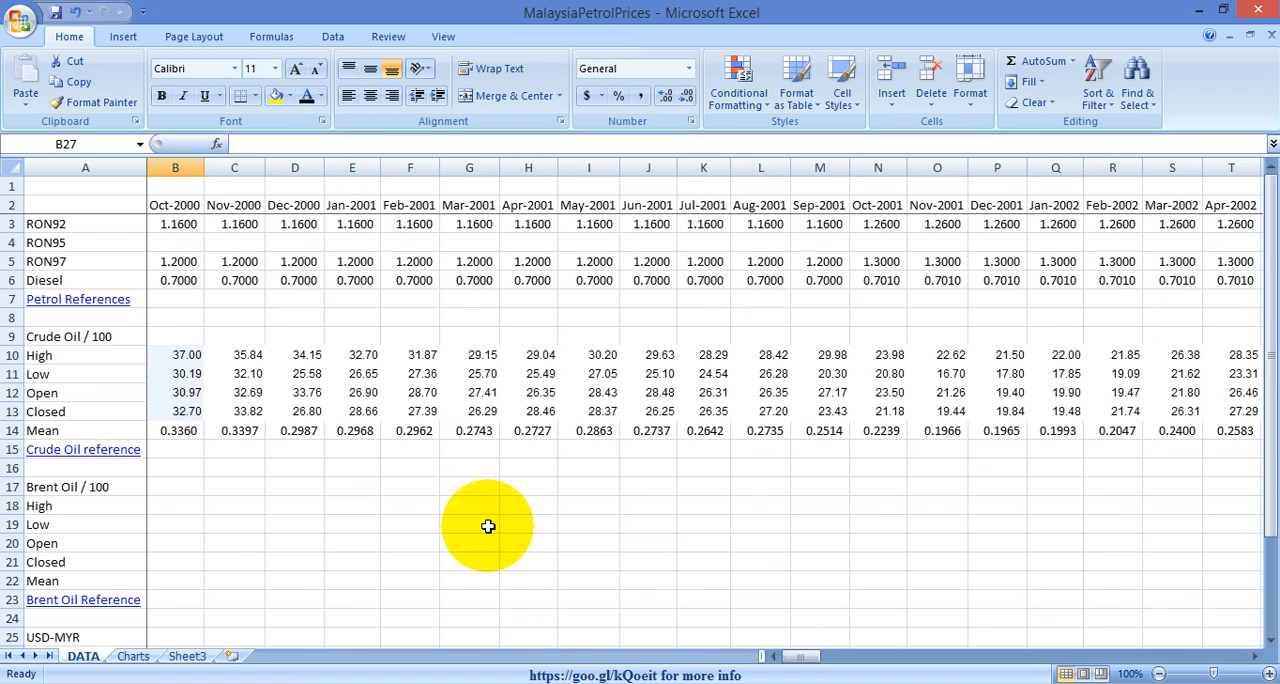 MalaysiaPetrolPrices - Microsoft Excel
Home Insert Page Layout Formulas Data Review View
Paste Cut Copy Format Painter Clipboard
Calibri 11 A A B I U A Font
Wrap Text Merge & Center Alignment
General $ % , Number
Conditional Formatting Format as Table Cell Styles Styles
Insert Delete Format Cells
Σ AutoSum Fill Clear Sort & Filter Find & Select Editing
B27 fx
A B C D E F G H I J K L M N O P Q R S T
1
2 Oct-2000 Nov-2000 Dec-2000 Jan-2001 Feb-2001 Mar-2001 Apr-2001 May-2001 Jun-2001 Jul-2001 Aug-2001 Sep-2001 Oct-2001 Nov-2001 Dec-2001 Jan-2002 Feb-2002 Mar-2002 Apr-2002
3 RON92 1.1600 1.1600 1.1600 1.1600 1.1600 1.1600 1.1600 1.1600 1.1600 1.1600 1.1600 1.1600 1.2600 1.2600 1.2600 1.2600 1.2600 1.2600 1.2600
4 RON95
5 RON97 1.2000 1.2000 1.2000 1.2000 1.2000 1.2000 1.2000 1.2000 1.2000 1.2000 1.2000 1.2000 1.3000 1.3000 1.3000 1.3000 1.3000 1.3000 1.3000
6 Diesel 0.7000 0.7000 0.7000 0.7000 0.7000 0.7000 0.7000 0.7000 0.7000 0.7000 0.7000 0.7000 0.7010 0.7010 0.7010 0.7010 0.7010 0.7010 0.7010
7 Petrol References
8
9 Crude Oil / 100
10 High 37.00 35.84 34.15 32.70 31.87 29.15 29.04 30.20 29.63 28.29 28.42 29.98 23.98 22.62 21.50 22.00 21.85 26.38 28.35
11 Low 30.19 32.10 25.58 26.65 27.36 25.70 25.49 27.05 25.10 24.54 26.28 20.30 20.80 16.70 17.80 17.85 19.09 21.62 23.31
12 Open 30.97 32.69 33.76 26.90 28.70 27.41 26.35 28.43 28.48 26.31 26.35 27.17 23.50 21.26 19.40 19.90 19.47 21.80 26.46
13 Closed 32.70 33.82 26.80 28.66 27.39 26.29 28.46 28.37 26.25 26.35 27.20 23.43 21.18 19.44 19.84 19.48 21.74 26.31 27.29
14 Mean 0.3360 0.3397 0.2987 0.2968 0.2962 0.2743 0.2727 0.2863 0.2737 0.2642 0.2735 0.2514 0.2239 0.1966 0.1965 0.1993 0.2047 0.2400 0.2583
15 Crude Oil reference
16
17 Brent Oil / 100
18 High
19 Low
20 Open
21 Closed
22 Mean
23 Brent Oil Reference
24
25 USD-MYR
DATA Charts Sheet3
Ready https://goo.gl/kQoeit for more info 100%